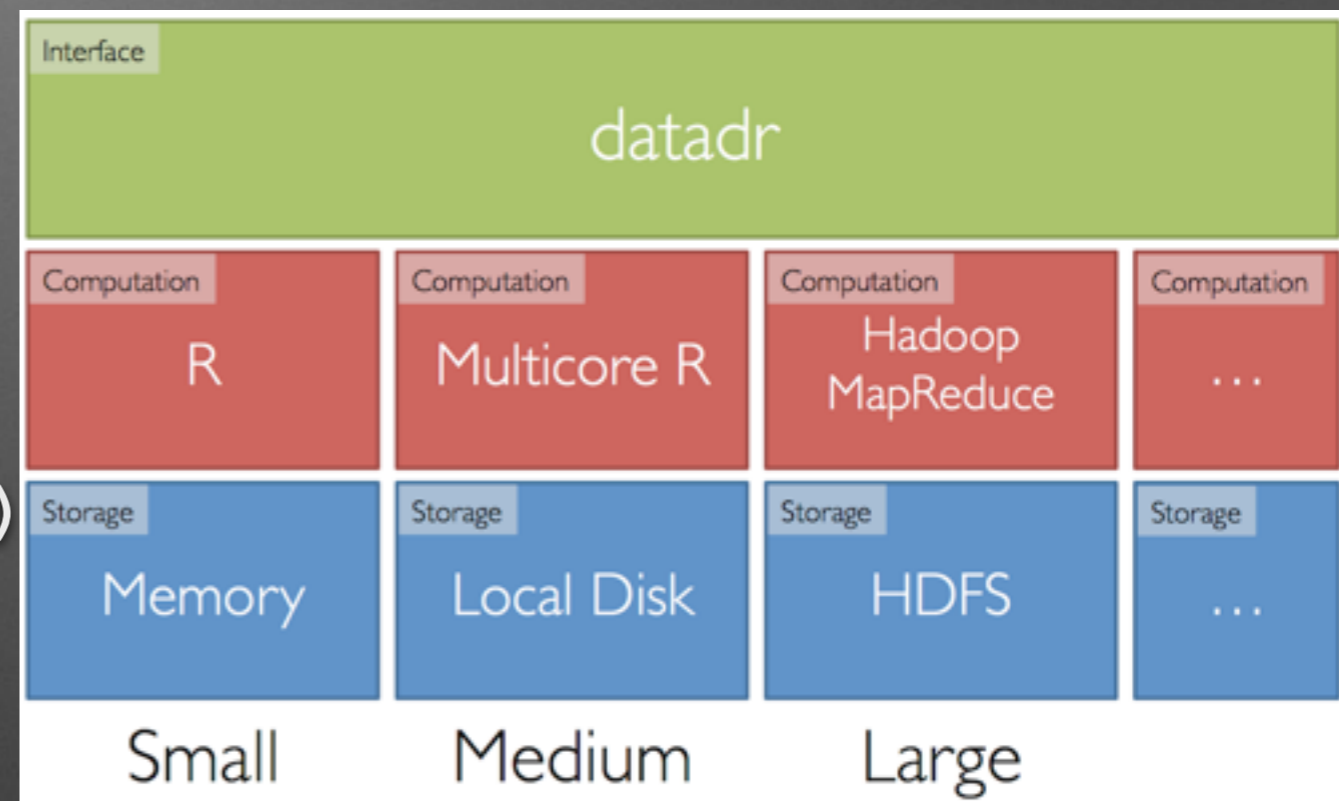 Interface
datadr
Computation
R
Computation
Multicore R
Computation
Hadoop
MapReduce
Computation
...
)
Storage
Memory
Storage
Local Disk
Storage
HDFS
Storage
...
Small
Medium
Large